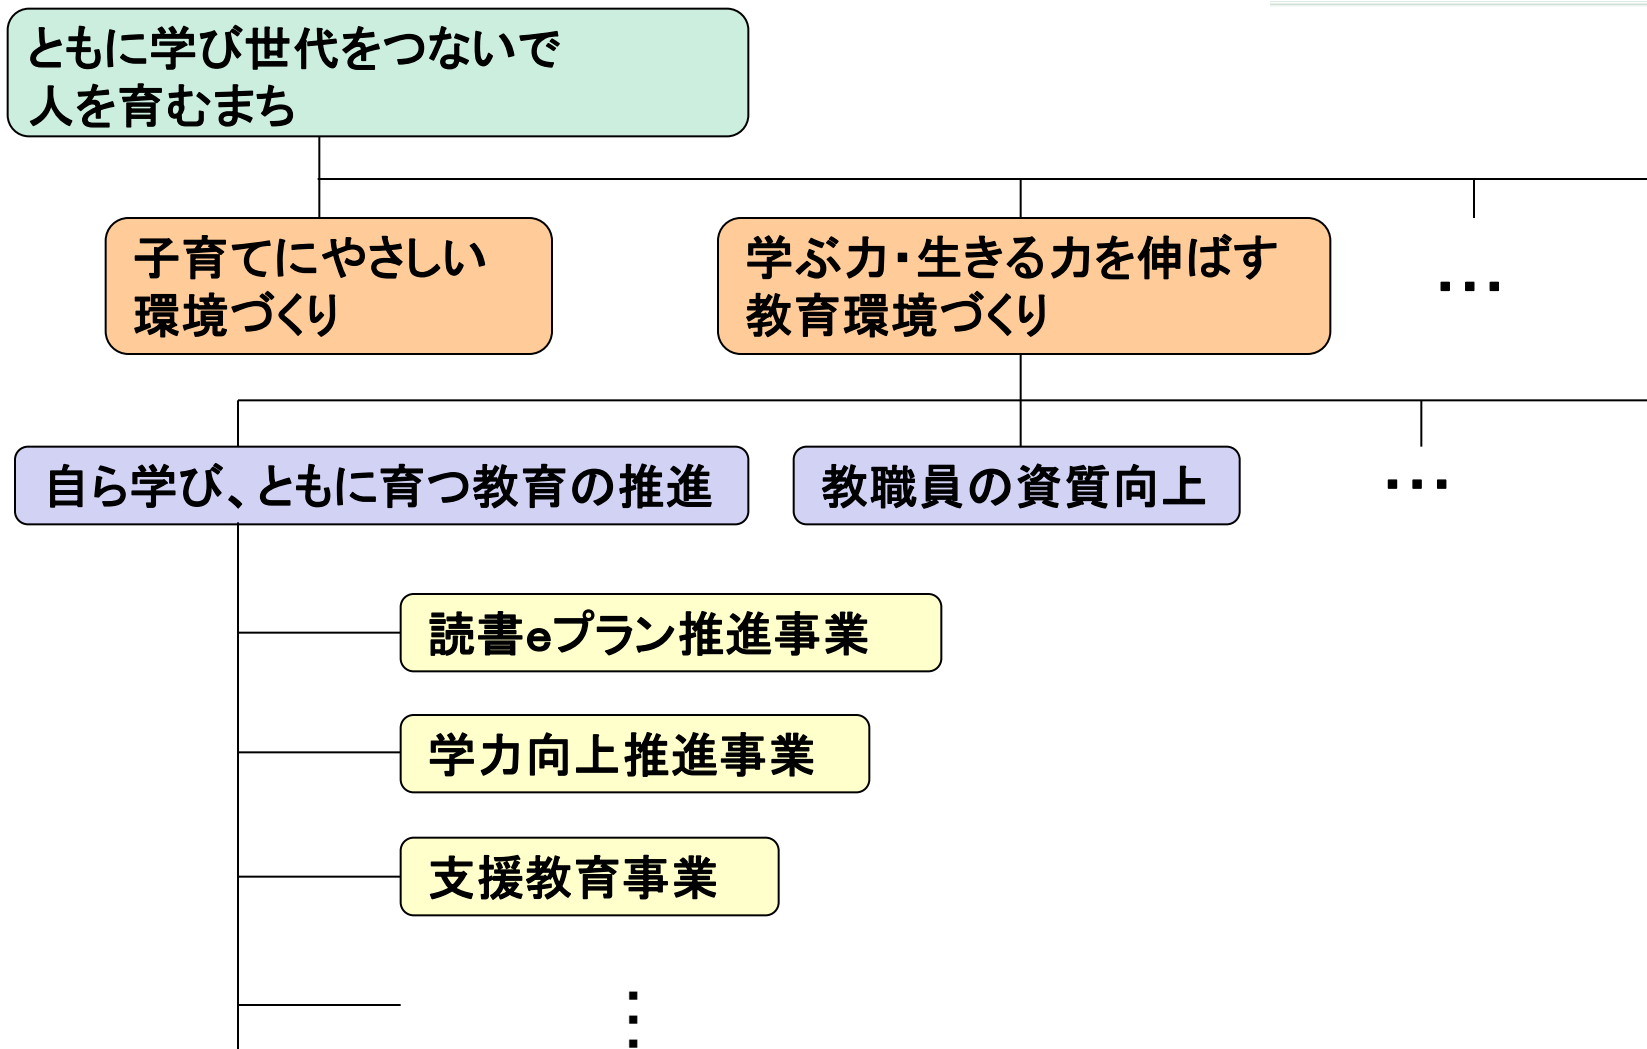 ともに学び世代をつないで
人を育むまち
子育てにやさしい
環境づくり
学ぶ力・生きる力を伸ばす
教育環境づくり
・・・
自ら学び、ともに育つ教育の推進
教職員の資質向上
・・・
読書eプラン推進事業
学力向上推進事業
支援教育事業
・・・